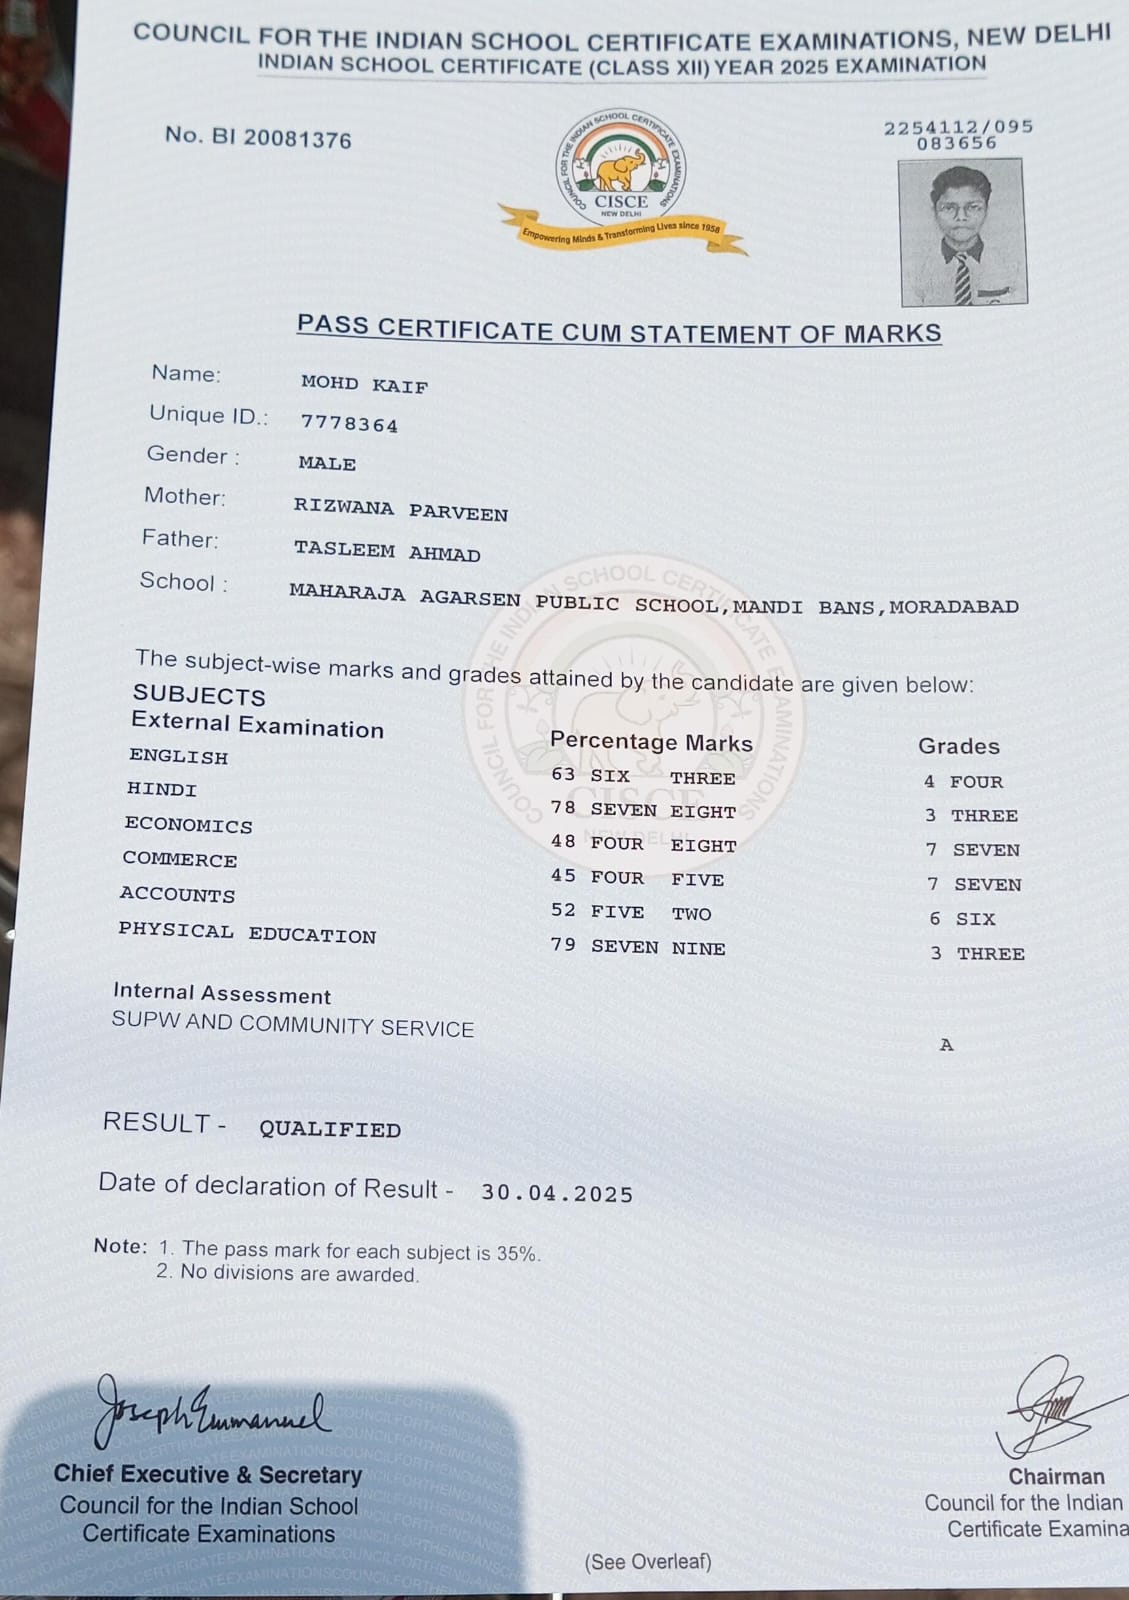 COUNCIL FOR THE INDIAN SCHOOL CERTIFICATE EXAMINATIONS, NEW DELHI
INDIAN SCHOOL CERTIFICATE (CLASS XII) YEAR 2025 EXAMINATION
No. BI 20081376
2254112/095
083656
COUNCIL FOR THE INDIAN SCHOOL CERTIFICATE EXAMINATIONS
CISCE
NEW DELHI
Empowering Minds & Transforming Lives since 1958
PASS CERTIFICATE CUM STATEMENT OF MARKS
Name: MOHD KAIF
Unique ID.: 7778364
Gender : MALE
Mother: RIZWANA PARVEEN
Father: TASLEEM AHMAD
School : MAHARAJA AGARSEN PUBLIC SCHOOL,MANDI BANS,MORADABAD
The subject-wise marks and grades attained by the candidate are given below:
SUBJECTS
External Examination Percentage Marks Grades
ENGLISH 63 SIX THREE 4 FOUR
HINDI 78 SEVEN EIGHT 3 THREE
ECONOMICS 48 FOUR EIGHT 7 SEVEN
COMMERCE 45 FOUR FIVE 7 SEVEN
ACCOUNTS 52 FIVE TWO 6 SIX
PHYSICAL EDUCATION 79 SEVEN NINE 3 THREE
Internal Assessment
SUPW AND COMMUNITY SERVICE A
RESULT - QUALIFIED
Date of declaration of Result - 30.04.2025
Note: 1. The pass mark for each subject is 35%.
2. No divisions are awarded.
Joseph Emmanuel
Chief Executive & Secretary
Council for the Indian School
Certificate Examinations
Chairman
Council for the Indian
Certificate Examina
(See Overleaf)